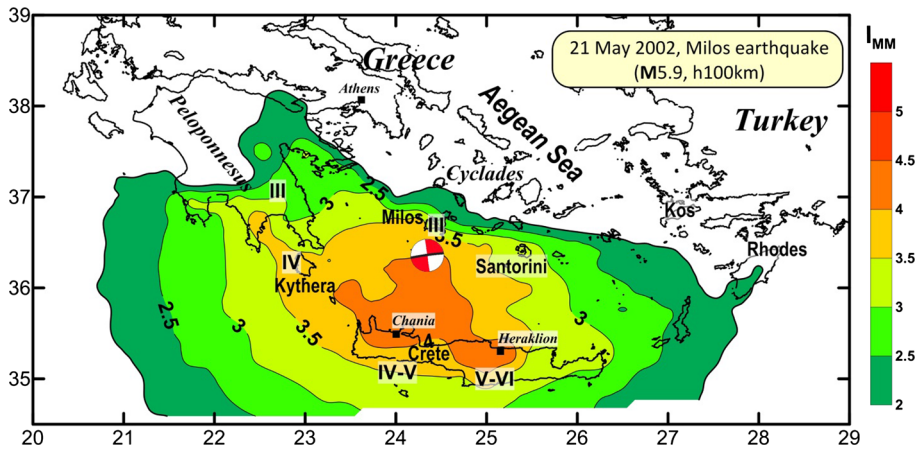 39
38
37
36
35
20
21
22
23
24
25
26
27
28
29
21 May 2002, Milos earthquake
(M5.9, h100km)
Greece
Athens
Peloponnesus
Aegean Sea
Turkey
Cyclades
2.5
III
3
Milos
III
3.5
Kos
Rhodes
IV
Kythera
Santorini
2.5
3
3.5
Chania
4
Crete
Heraklion
3
IV-V
V-VI
IMM
5
4.5
4
3.5
3
2.5
2